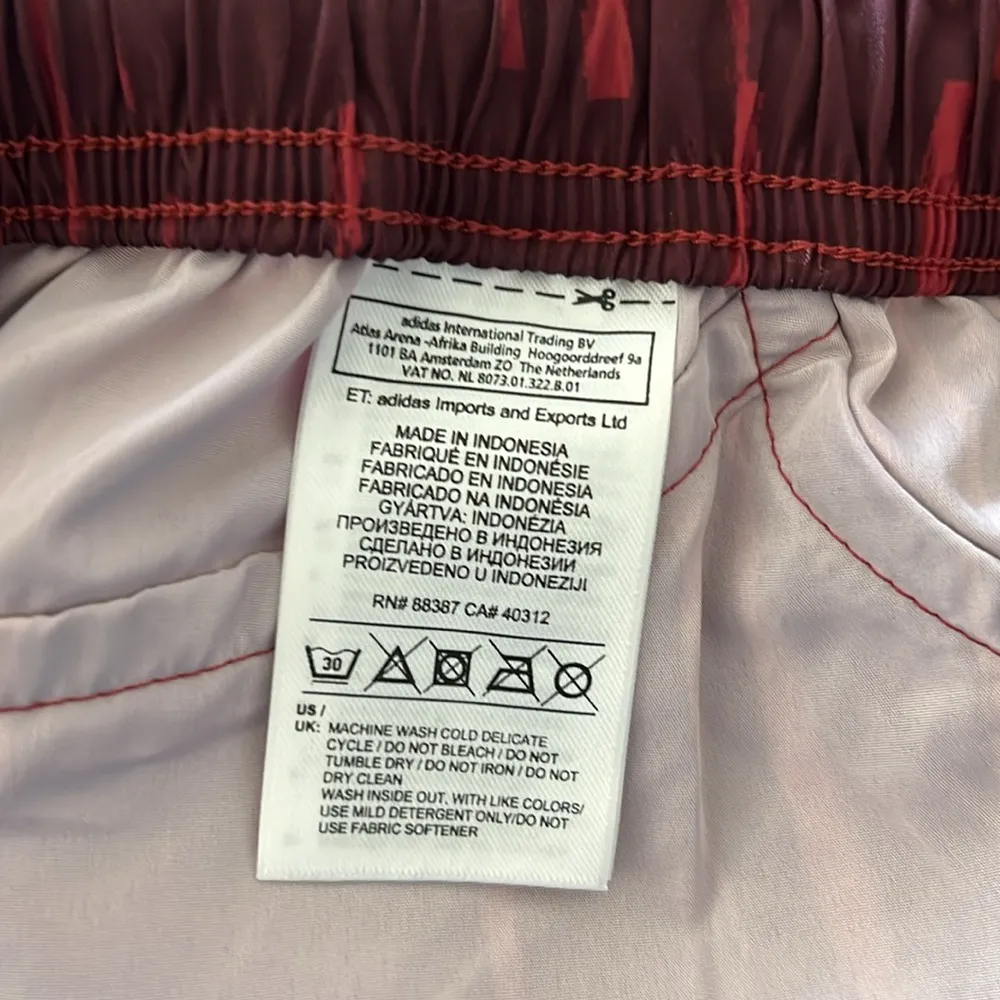 adidas International Trading BV
Atlas Arena -Afrika Building Hoogoorddreef 9a
1101 BA Amsterdam ZO The Netherlands
VAT NO. NL 8073.01.322.B.01
ET: adidas Imports and Exports Ltd
MADE IN INDONESIA
FABRIQUÉ EN INDONÉSIE
FABRICADO EN INDONESIA
FABRICADO NA INDONÉSIA
GYÁRTVA: INDONÉZIA
ПРОИЗВЕДЕНО В ИНДОНЕЗИЯ
СДЕЛАНО В ИНДОНЕЗИИ
PROIZVEDENO U INDONEZIJI
RN# 88387 CA# 40312
30
US /
UK: MACHINE WASH COLD DELICATE
CYCLE / DO NOT BLEACH / DO NOT
TUMBLE DRY / DO NOT IRON / DO NOT
DRY CLEAN
WASH INSIDE OUT, WITH LIKE COLORS/
USE MILD DETERGENT ONLY/DO NOT
USE FABRIC SOFTENER